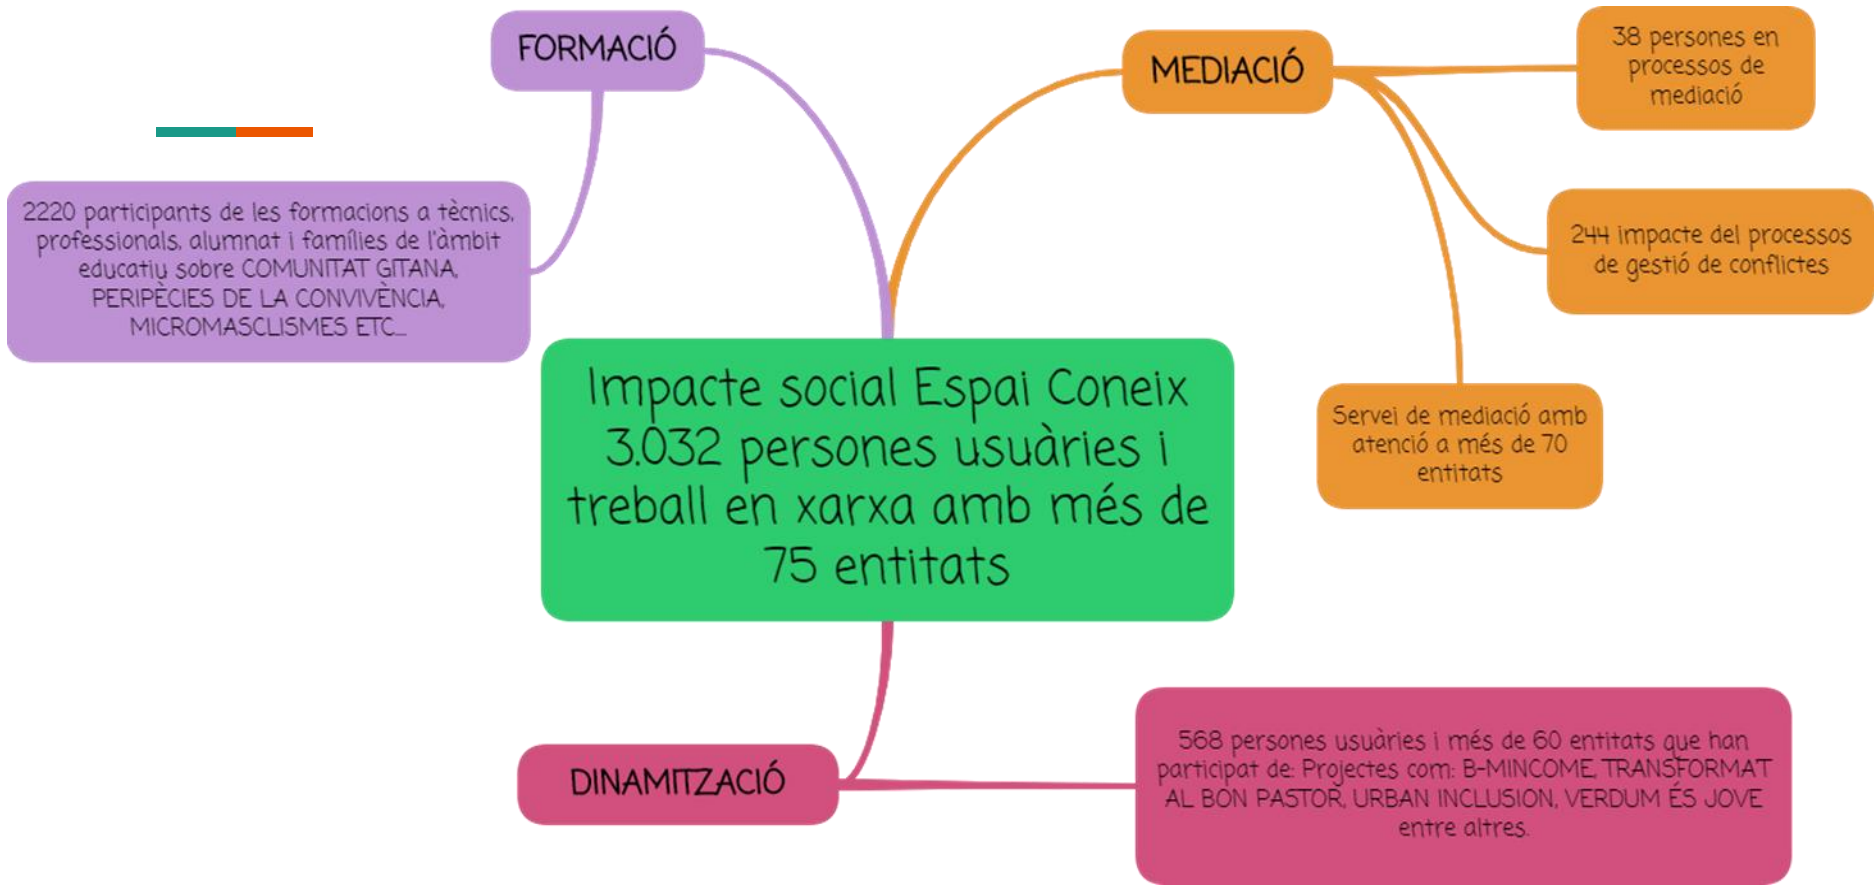 FORMACIÓ
2220 participants de les formacions a tècnics,
professionals, alumnat i famílies de l'àmbit
educatiu sobre COMUNITAT GITANA,
PERIPÈCIES DE LA CONVIVÈNCIA,
MICROMASCLISMES ETC...
MEDIACIÓ
38 persones en
processos de
mediació
244 impacte del processos
de gestió de conflictes
Servei de mediació amb
atenció a més de 70
entitats
Impacte social Espai Coneix
3.032 persones usuàries i
treball en xarxa amb més de
75 entitats
DINAMITZACIÓ
568 persones usuàries i més de 60 entitats que han
participat de: Projectes com: B-MINCOME, TRANSFORMAT
AL BON PASTOR, URBAN INCLUSION, VERDUM ÉS JOVE
entre altres.